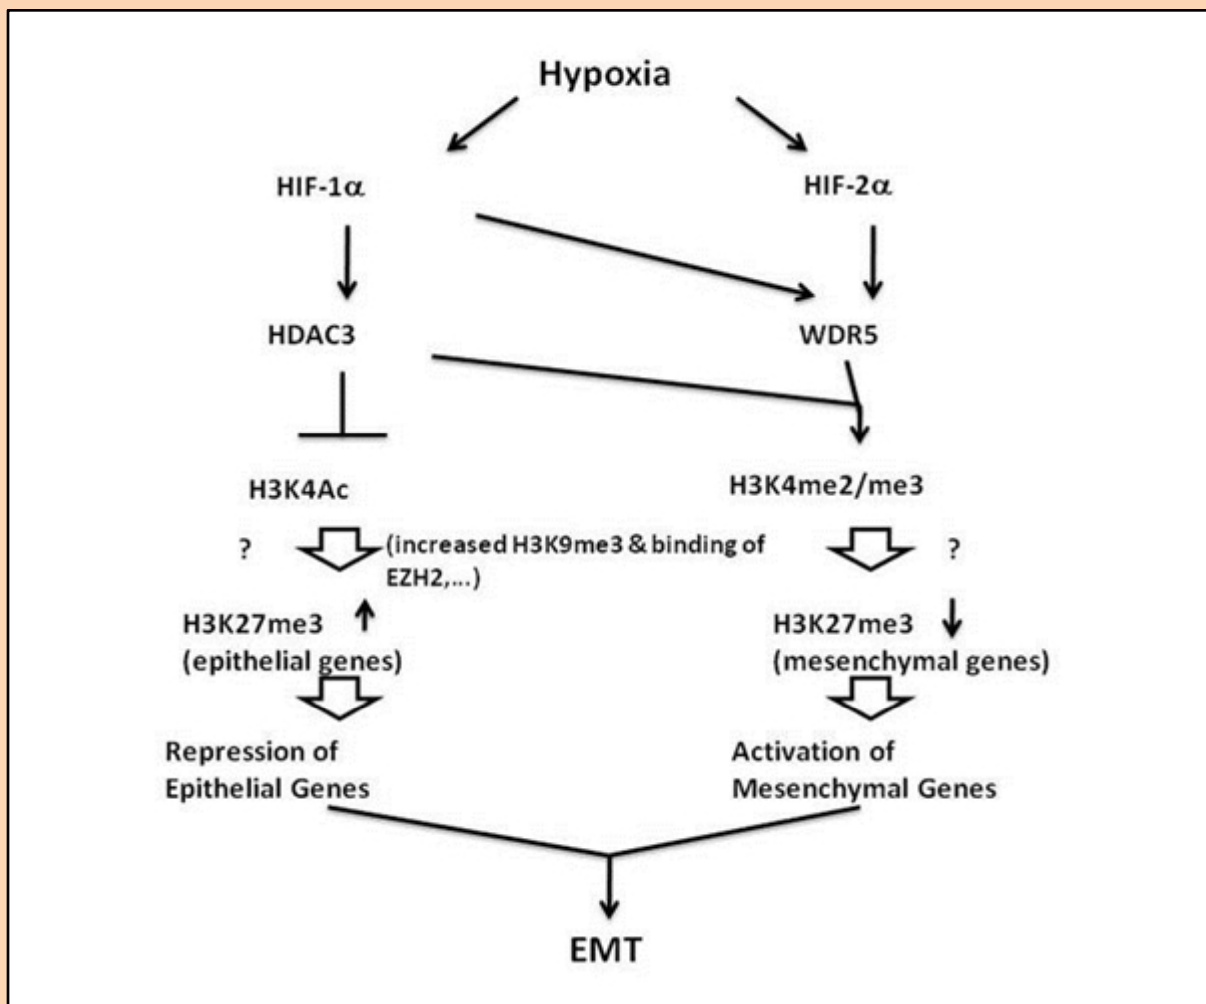 Hypoxia
HIF-1α
HIF-2α
HDAC3
WDR5
H3K4Ac
H3K4me2/me3
?
(increased H3K9me3 & binding of
EZH2,...)
?
H3K27me3
(epithelial genes)
H3K27me3
(mesenchymal genes)
Repression of
Epithelial Genes
Activation of
Mesenchymal Genes
EMT